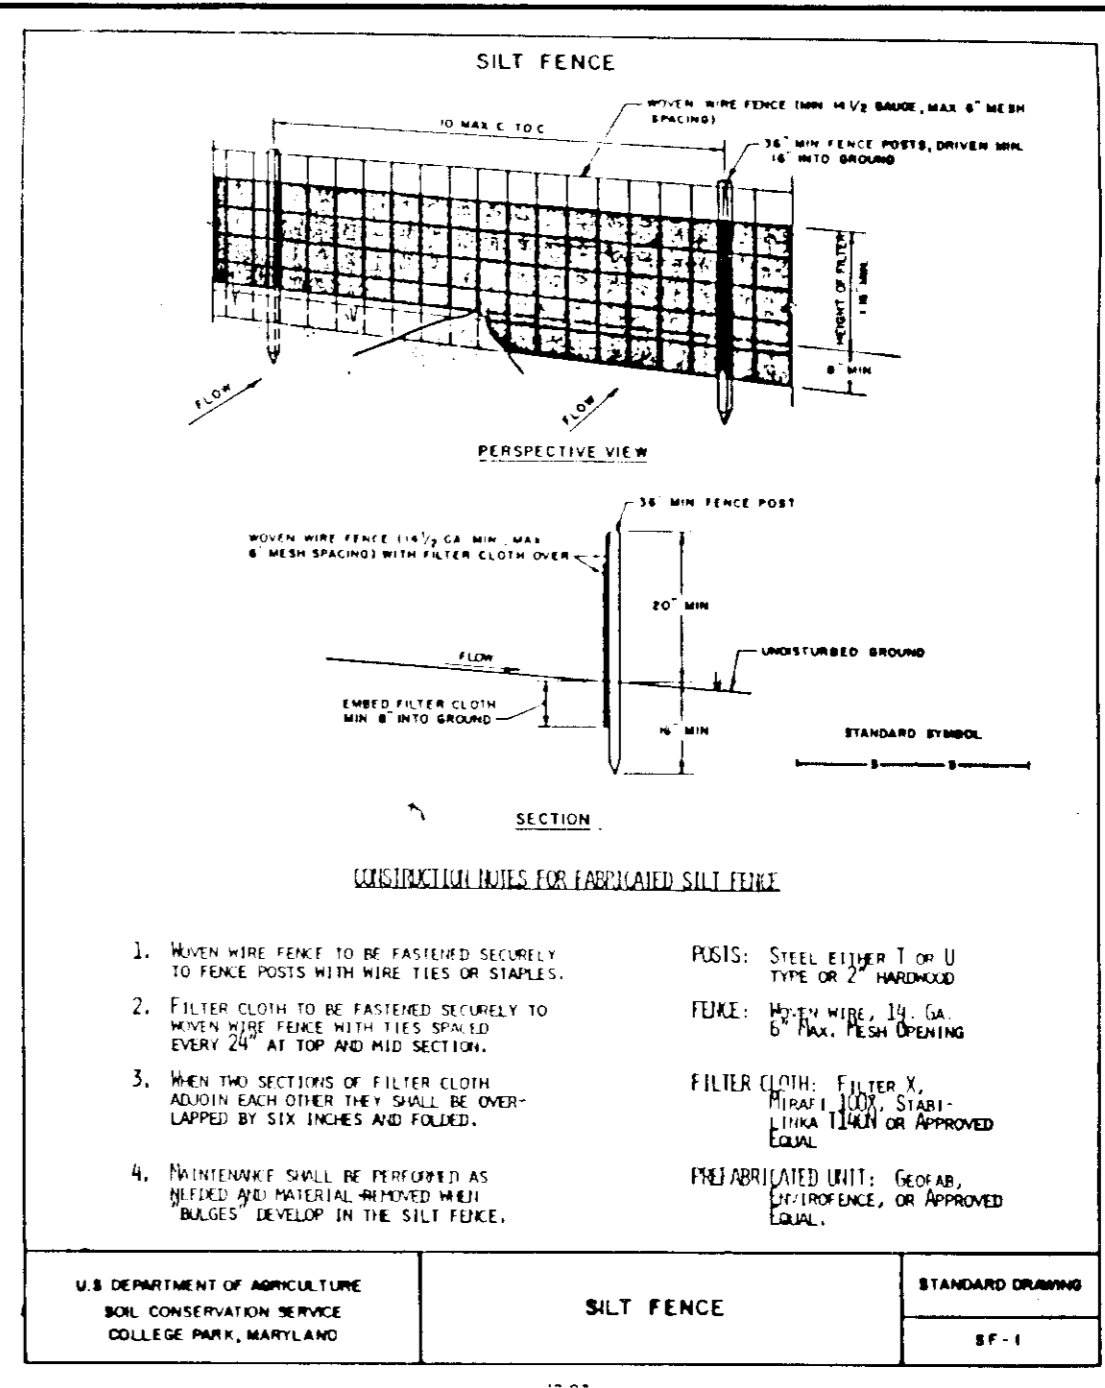 SILT FENCE
WOVEN WIRE FENCE (MIN 14 1/2 GAUGE, MAX 6" MESH
SPACING)
10 MAX C. TO C
36" MIN FENCE POSTS, DRIVEN MIN.
16" INTO GROUND
HEIGHT OF FILTER
16" MIN.
8" MIN
FLOW
FLOW
PERSPECTIVE VIEW
36" MIN FENCE POST
WOVEN WIRE FENCE (14 1/2 GA. MIN. MAX
6" MESH SPACING) WITH FILTER CLOTH OVER
20" MIN
FLOW
UNDISTURBED GROUND
EMBED FILTER CLOTH
MIN 8" INTO GROUND
16" MIN
STANDARD SYMBOL
S S
SECTION
CONSTRUCTION NOTES FOR FABRICATED SILT FENCE
1. WOVEN WIRE FENCE TO BE FASTENED SECURELY
TO FENCE POSTS WITH WIRE TIES OR STAPLES.
2. FILTER CLOTH TO BE FASTENED SECURELY TO
WOVEN WIRE FENCE WITH TIES SPACED
EVERY 24" AT TOP AND MID SECTION.
3. WHEN TWO SECTIONS OF FILTER CLOTH
ADJOIN EACH OTHER THEY SHALL BE OVER-
LAPPED BY SIX INCHES AND FOLDED.
4. MAINTENANCE SHALL BE PERFORMED AS
NEEDED AND MATERIAL REMOVED WHEN
"BULGES" DEVELOP IN THE SILT FENCE.
POSTS: STEEL EITHER T OR U
TYPE OR 2" HARDWOOD
FENCE: WOVEN WIRE, 14. GA.
6" MAX. MESH OPENING
FILTER CLOTH: FILTER X,
MIRAFI 100X, STABI-
LINKA T140N OR APPROVED
EQUAL
PREFABRICATED UNIT: GEOFAB,
ENVIROFENCE, OR APPROVED
EQUAL.
U.S DEPARTMENT OF AGRICULTURE
SOIL CONSERVATION SERVICE
COLLEGE PARK, MARYLAND
SILT FENCE
STANDARD DRAWING
SF-1